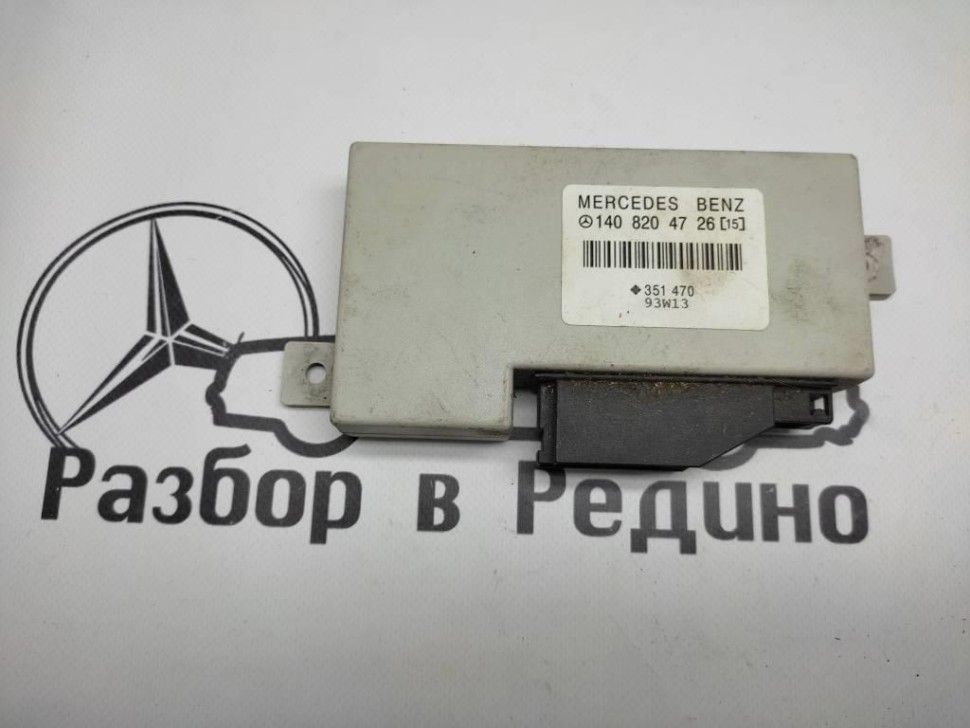 MERCEDES BENZ
140 820 47 26 [15]
351 470
93W13
Разбор в Редино